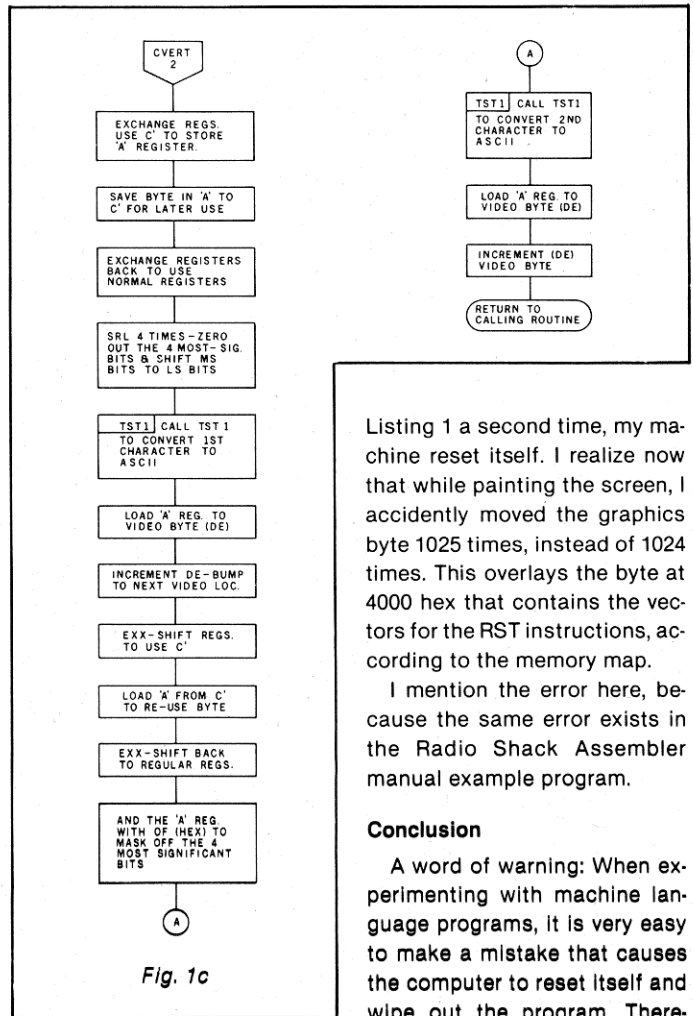 CVERT
2
EXCHANGE REGS.
USE C' TO STORE
'A' REGISTER.
SAVE BYTE IN 'A' TO
C' FOR LATER USE
EXCHANGE REGISTERS
BACK TO USE
NORMAL REGISTERS
SRL 4 TIMES-ZERO
OUT THE 4 MOST-SIG.
BITS & SHIFT MS
BITS TO LS BITS
TST1 CALL TST 1
TO CONVERT 1ST
CHARACTER TO
ASCII
LOAD 'A' REG. TO
VIDEO BYTE (DE)
INCREMENT DE-BUMP
TO NEXT VIDEO LOC.
EXX-SHIFT REGS.
TO USE C'
LOAD 'A' FROM C'
TO RE-USE BYTE
EXX-SHIFT BACK
TO REGULAR REGS.
AND THE 'A' REG.
WITH OF (HEX) TO
MASK OFF THE 4
MOST SIGNIFICANT
BITS
A
Fig. 1c
A
TST1 CALL TST1
TO CONVERT 2ND
CHARACTER TO
ASCII
LOAD 'A' REG. TO
VIDEO BYTE (DE)
INCREMENT (DE)
VIDEO BYTE
RETURN TO
CALLING ROUTINE
Listing 1 a second time, my ma-
chine reset itself. I realize now
that while painting the screen, I
accidently moved the graphics
byte 1025 times, instead of 1024
times. This overlays the byte at
4000 hex that contains the vec-
tors for the RST instructions, ac-
cording to the memory map.
I mention the error here, be-
cause the same error exists in
the Radio Shack Assembler
manual example program.
Conclusion
A word of warning: When ex-
perimenting with machine lan-
guage programs, it is very easy
to make a mistake that causes
the computer to reset itself and
wipe out the program. There-